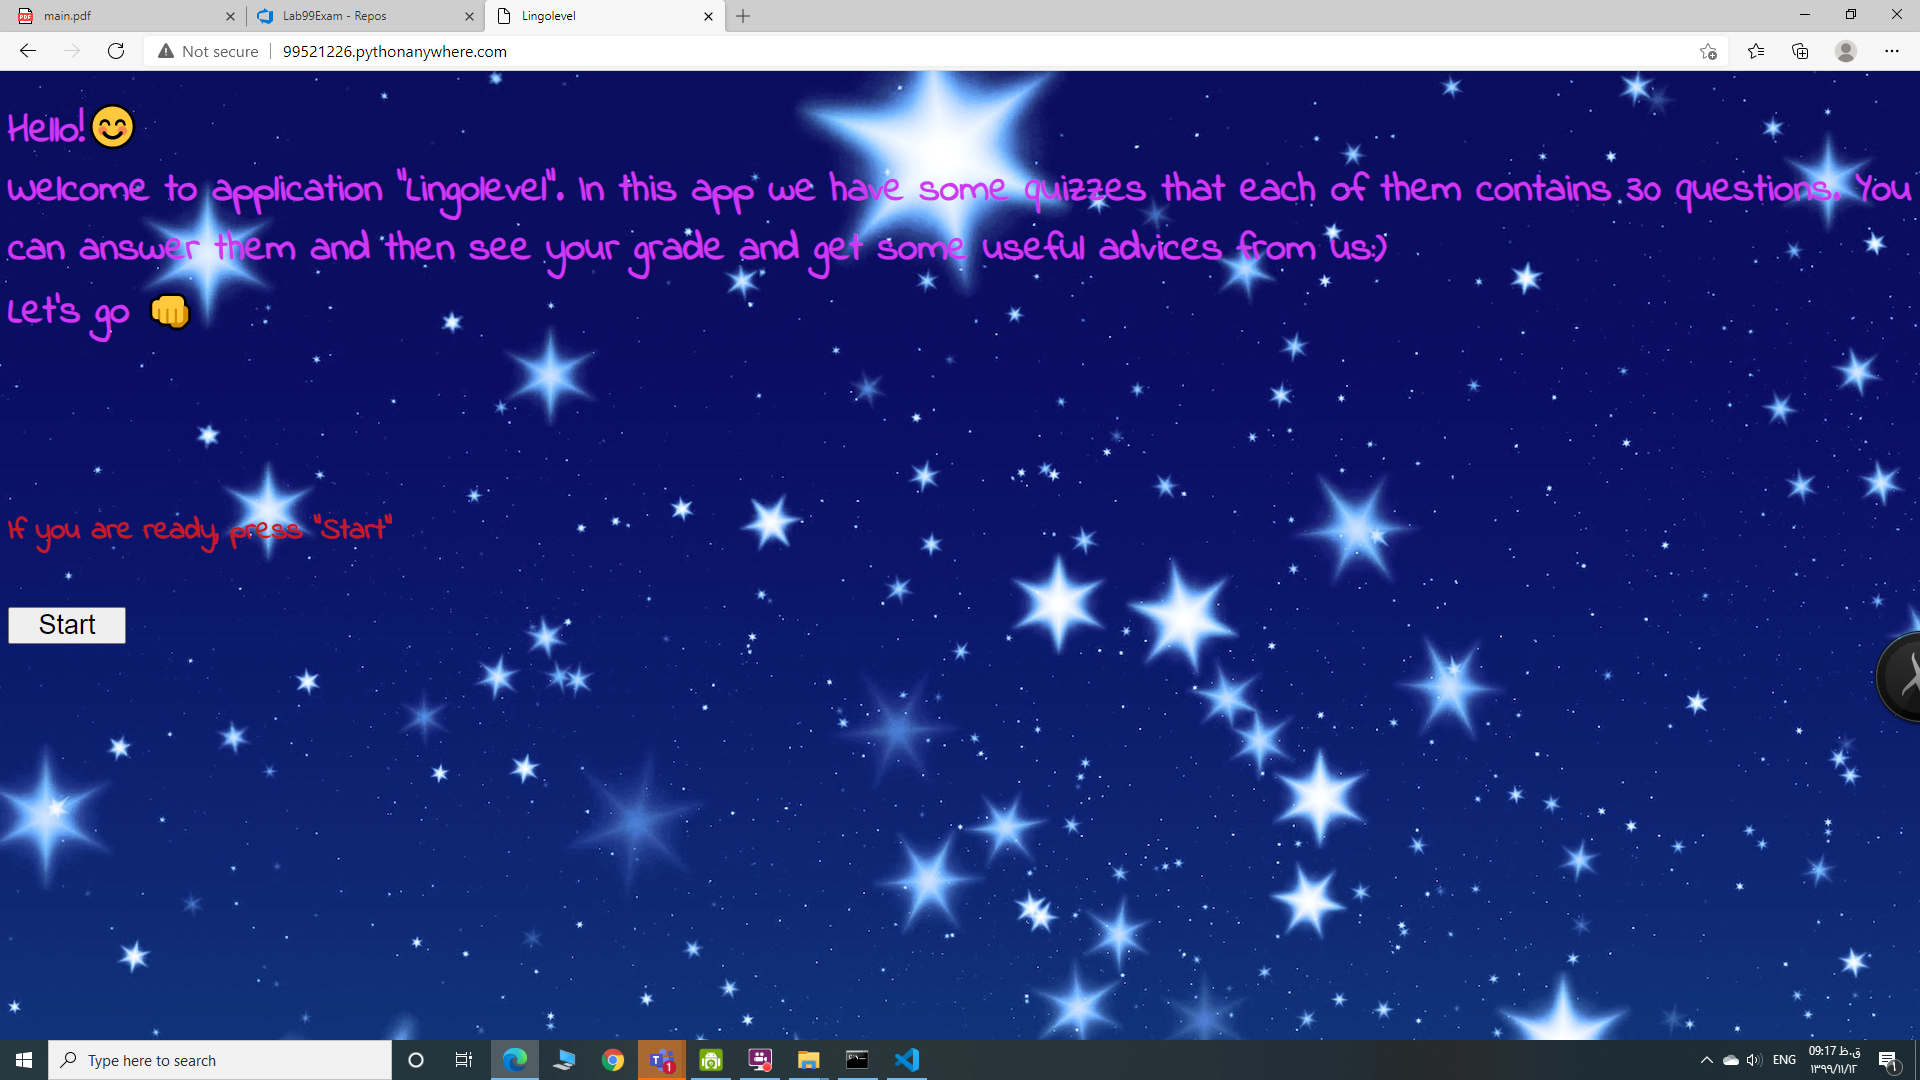 main.pdf
Lab99Exam - Repos
Lingolevel
Not secure
99521226.pythonanywhere.com
Hello!😊
Welcome to application "Lingolevel". In this app we have some quizzes that each of them contains 30 questions. You
can answer them and then see your grade and get some useful advices from us:)
Let's go 👊
If you are ready, press "Start"
Start
Type here to search
1
ENG
09:17 ق.ظ
۱۳۹۹/۱۱/۱۲
۱